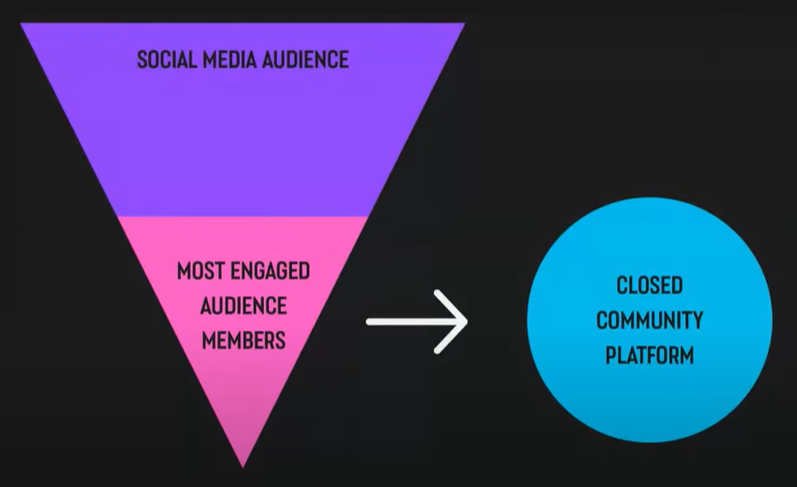 SOCIAL MEDIA AUDIENCE
MOST ENGAGED
AUDIENCE
MEMBERS
CLOSED
COMMUNITY
PLATFORM